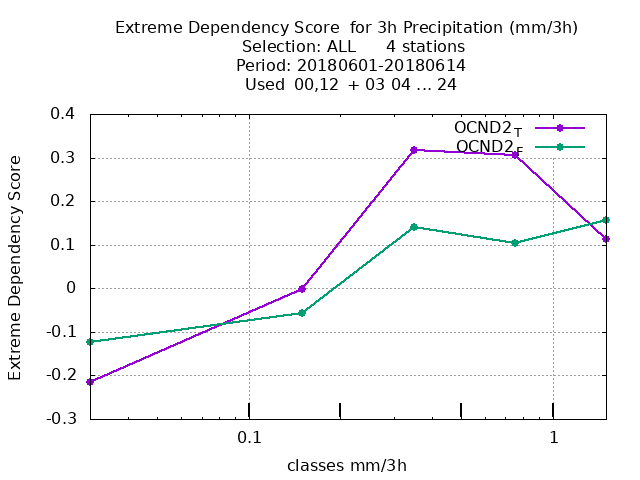 Extreme Dependency Score for 3h Precipitation (mm/3h)
Selection: ALL 4 stations
Period: 20180601-20180614
Used 00,12 + 03 04 ... 24
OCND2_T
OCND2_F
0.4
0.3
0.2
0.1
0
-0.1
-0.2
-0.3
Extreme Dependency Score
0.1 1
classes mm/3h